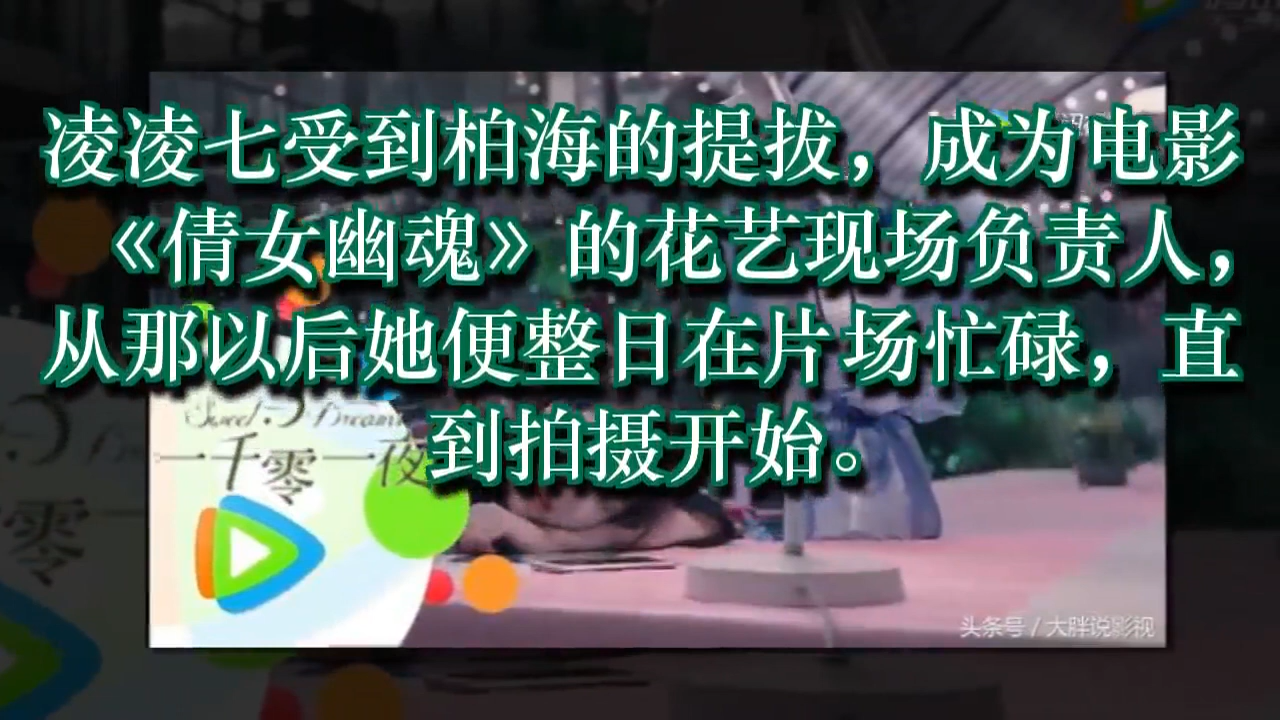 凌凌七受到柏海的提拔，成为电影
《倩女幽魂》的花艺现场负责人，
从那以后她便整日在片场忙碌，直
到拍摄开始。
Sweet Dreams
一千零一夜
头条号 / 大胖说影视